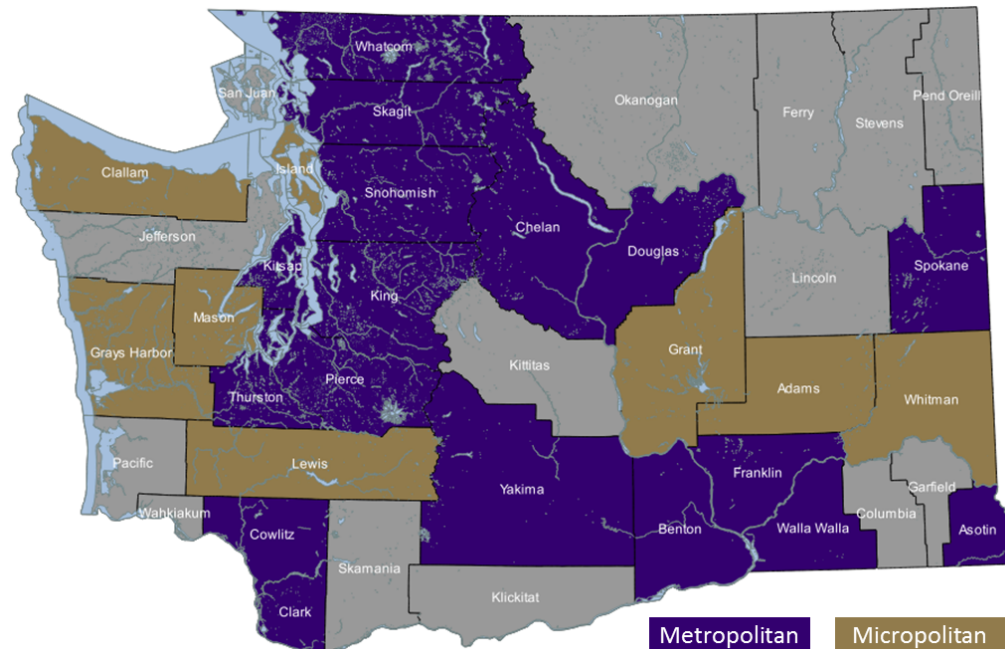 Whatcom
San Juan
Skagit
Okanogan
Ferry
Stevens
Pend Oreill
Clallam
Island
Snohomish
Jefferson
Chelan
Douglas
Kitsap
King
Lincoln
Spokane
Mason
Grays Harbor
Kittitas
Grant
Pierce
Thurston
Adams
Whitman
Pacific
Lewis
Yakima
Franklin
Garfield
Wahkiakum
Columbia
Cowlitz
Benton
Walla Walla
Asotin
Skamania
Klickitat
Clark
Metropolitan
Micropolitan